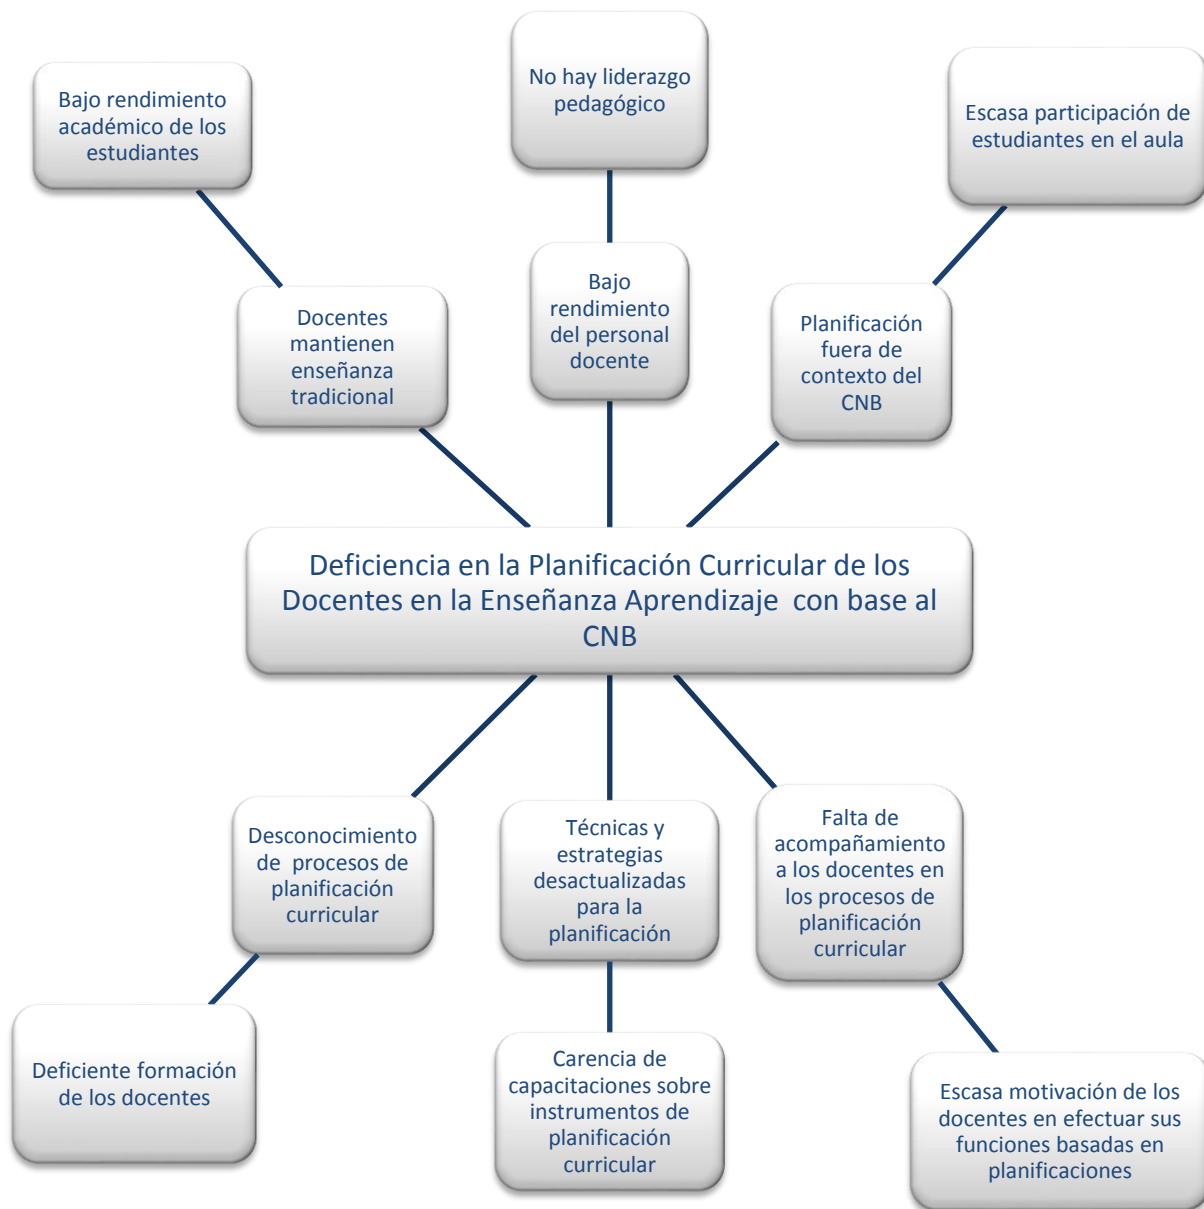 No hay liderazgo
pedagógico
Bajo rendimiento
académico de los
estudiantes
Escasa participación de
estudiantes en el aula
Bajo
rendimiento
del personal
docente
Docentes
mantienen
enseñanza
tradicional
Planificación
fuera de
contexto del
CNB
Deficiencia en la Planificación Curricular de los
Docentes en la Enseñanza Aprendizaje con base al
CNB
Desconocimiento
de procesos de
planificación
curricular
Técnicas y
estrategias
desactualizadas
para la
planificación
Falta de
acompañamiento
a los docentes en
los procesos de
planificación
curricular
Deficiente formación
de los docentes
Carencia de
capacitaciones sobre
instrumentos de
planificación
curricular
Escasa motivación de los
docentes en efectuar sus
funciones basadas en
planificaciones